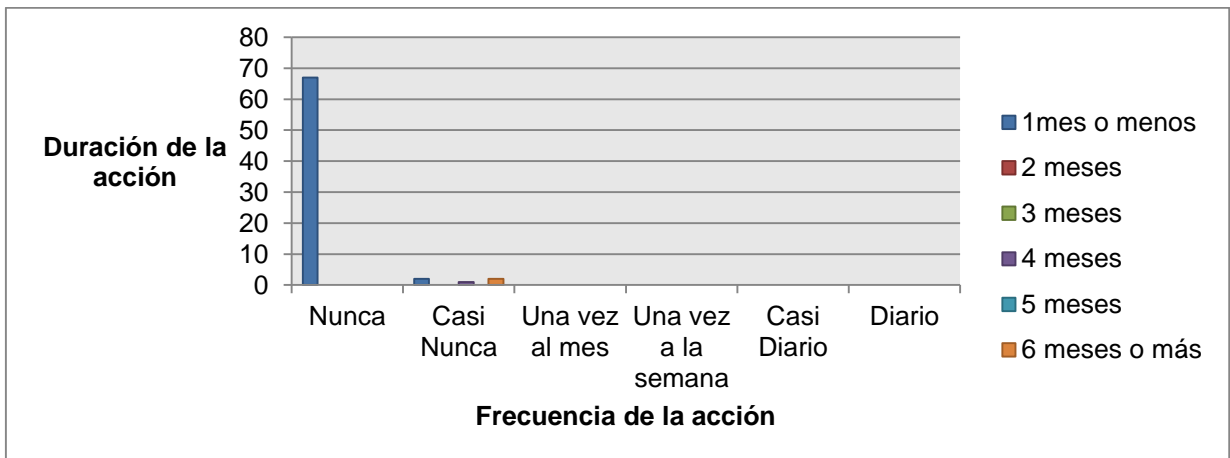 80
70
60
50
40
30
20
10
0
Duración de la
acción
Nunca
Casi
Nunca
Una vez
al mes
Una vez
a la
semana
Casi
Diario
Diario
Frecuencia de la acción
1mes o menos
2 meses
3 meses
4 meses
5 meses
6 meses o más